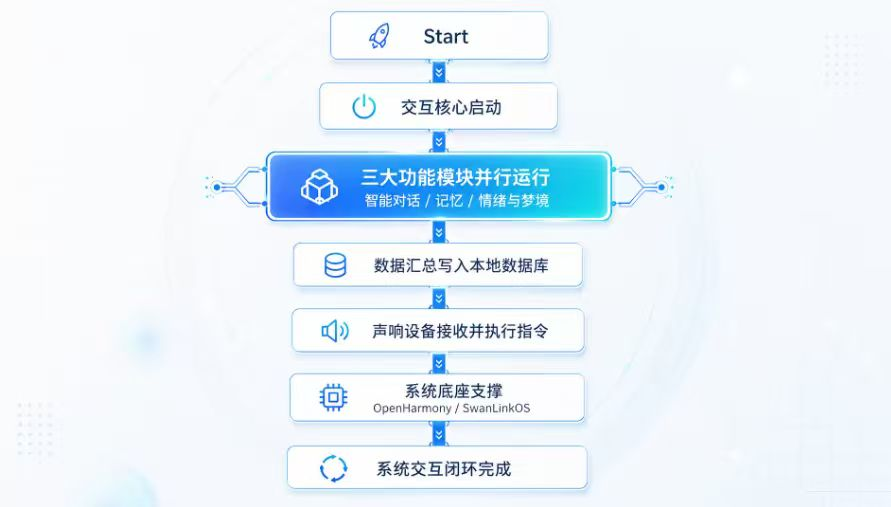 Start
交互核心启动
三大功能模块并行运行
智能对话 / 记忆 / 情绪与梦境
数据汇总写入本地数据库
声响设备接收并执行指令
系统底座支撑
OpenHarmony / SwanLinkOS
系统交互闭环完成